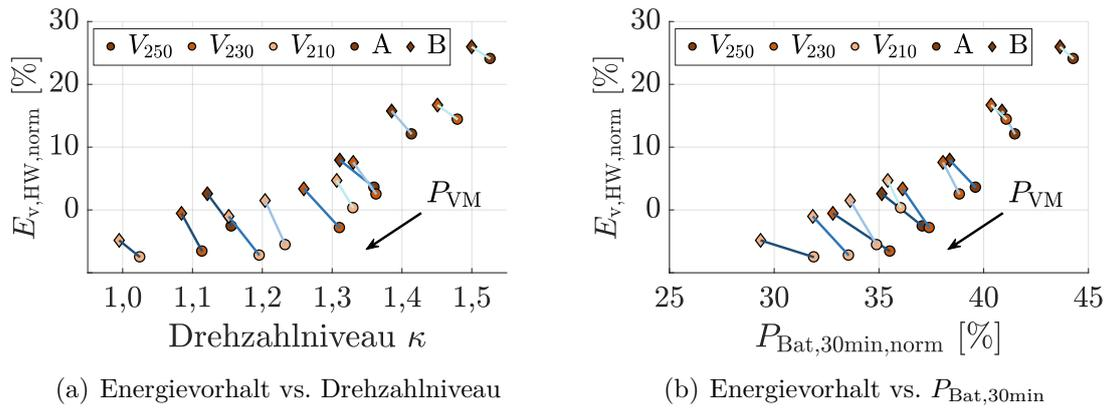 30
20
10
0
E_v,HW,norm [%]
V_250 V_230 V_210 A B
P_VM
1,0 1,1 1,2 1,3 1,4 1,5
Drehzahlniveau κ
(a) Energievorhalt vs. Drehzahlniveau
30
20
10
0
E_v,HW,norm [%]
V_250 V_230 V_210 A B
P_VM
25 30 35 40 45
P_Bat,30min,norm [%]
(b) Energievorhalt vs. P_Bat,30min